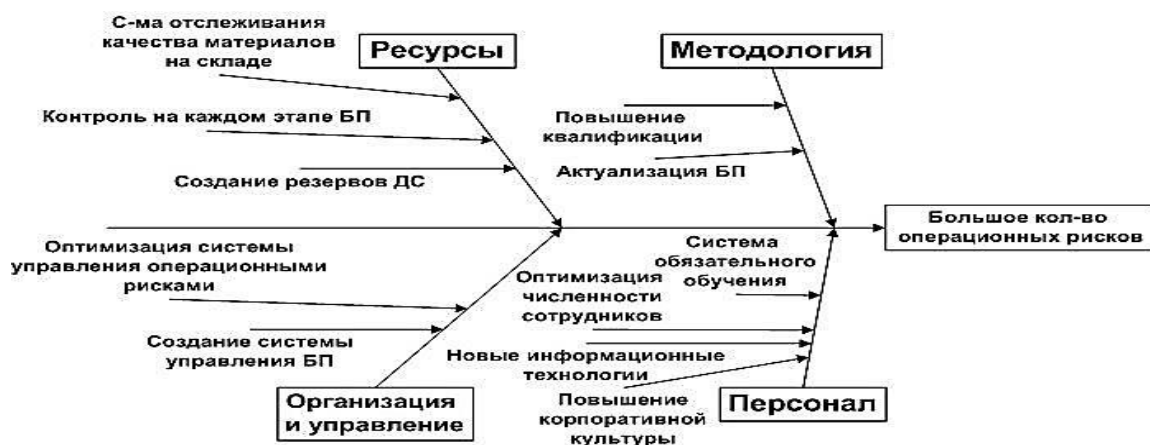 С-ма отслеживания
качества материалов
на складе
Ресурсы
Методология
Контроль на каждом этапе БП
Повышение
квалификации
Создание резервов ДС
Актуализация БП
Большое кол-во
операционных рисков
Оптимизация системы
управления операционными
рисками
Система
обязательного
обучения
Оптимизация
численности
сотрудников
Создание системы
управления БП
Новые информационные
технологии
Организация
и управление
Повышение
корпоративной
культуры
Персонал